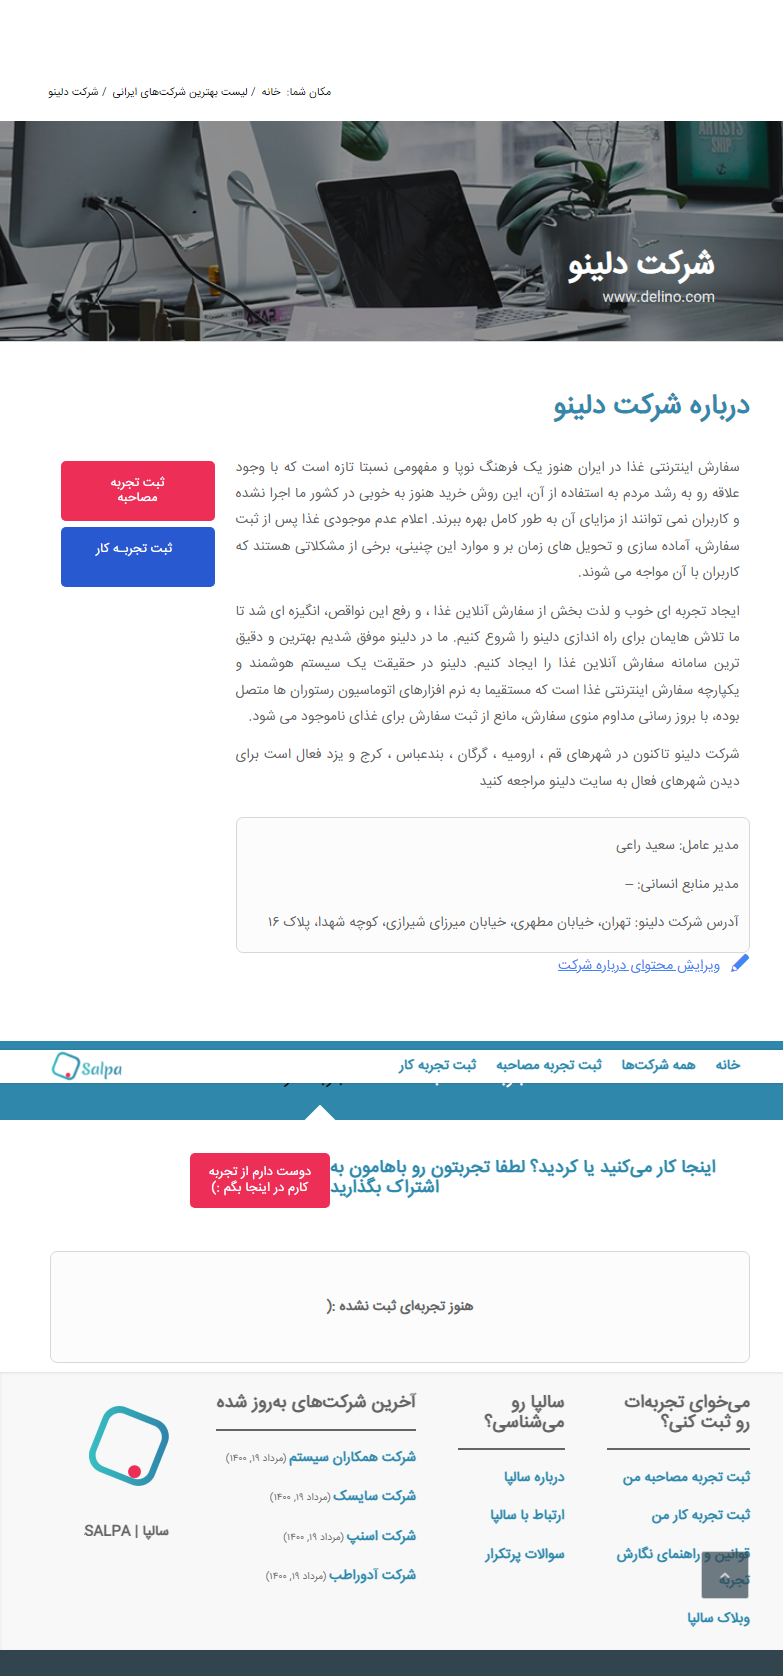 مکان شما: خانه / لیست بهترین شرکت‌های ایرانی / شرکت دلینو
ARTISTS
SHIP
شرکت دلینو
www.delino.com
درباره شرکت دلینو
سفارش اینترنتی غذا در ایران هنوز یک فرهنگ نوپا و مفهومی نسبتا تازه است که با وجود
علاقه رو به رشد مردم به استفاده از آن، این روش خرید هنوز به خوبی در کشور ما اجرا نشده
و کاربران نمی توانند از مزایای آن به طور کامل بهره ببرند. اعلام عدم موجودی غذا پس از ثبت
سفارش، آماده سازی و تحویل های زمان بر و موارد این چنینی، برخی از مشکلاتی هستند که
کاربران با آن مواجه می شوند.
ایجاد تجربه ای خوب و لذت بخش از سفارش آنلاین غذا ، و رفع این نواقص، انگیزه ای شد تا
ما تلاش هایمان برای راه اندازی دلینو را شروع کنیم. ما در دلینو موفق شدیم بهترین و دقیق
ترین سامانه سفارش آنلاین غذا را ایجاد کنیم. دلینو در حقیقت یک سیستم هوشمند و
یکپارچه سفارش اینترنتی غذا است که مستقیما به نرم افزارهای اتوماسیون رستوران ها متصل
بوده، با بروز رسانی مداوم منوی سفارش، مانع از ثبت سفارش برای غذای ناموجود می شود.
شرکت دلینو تاکنون در شهرهای قم ، ارومیه ، گرگان ، بندعباس ، کرج و یزد فعال است برای
دیدن شهرهای فعال به سایت دلینو مراجعه کنید
ثبت تجربه
مصاحبه
ثبت تجربـه کار
مدیر عامل: سعید راعی
مدیر منابع انسانی: –
آدرس شرکت دلینو: تهران، خیابان مطهری، خیابان میرزای شیرازی، کوچه شهدا، پلاک ۱۶
ویرایش محتوای درباره شرکت
خانه همه شرکت‌ها ثبت تجربه مصاحبه ثبت تجربه کار
Salpa
اینجا کار می‌کنید یا کردید؟ لطفا تجربتون رو باهامون به
اشتراک بگذارید
دوست دارم از تجربه
کارم در اینجا بگم :)
هنوز تجربه‌ای ثبت نشده :(
می‌خوای تجربه‌ات
رو ثبت کنی؟
ثبت تجربه مصاحبه من
ثبت تجربه کار من
قوانین و راهنمای نگارش
تجربه
وبلاک سالپا
سالپا رو
می‌شناسی؟
درباره سالپا
ارتباط با سالپا
سوالات پرتکرار
آخرین شرکت‌های به‌روز شده
شرکت همکاران سیستم (مرداد ۱۹, ۱۴۰۰)
شرکت سایسک (مرداد ۱۹, ۱۴۰۰)
شرکت اسنپ (مرداد ۱۹, ۱۴۰۰)
شرکت آدوراطب (مرداد ۱۹, ۱۴۰۰)
سالپا | SALPA